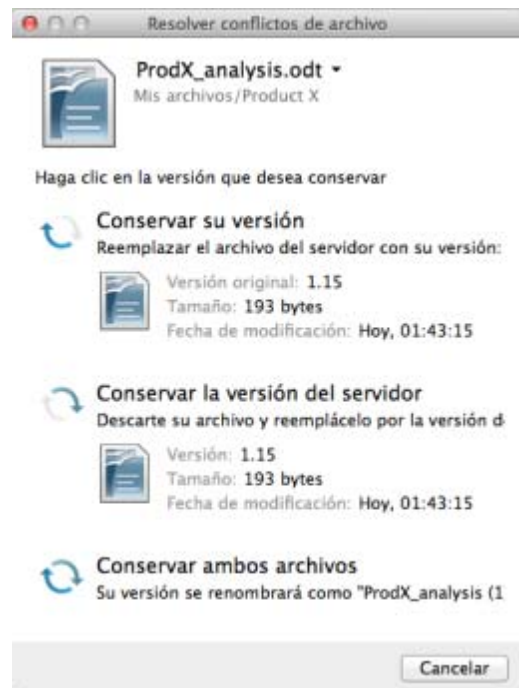 Resolver conflictos de archivo
ProdX_analysis.odt
Mis archivos/Product X
Haga clic en la versión que desea conservar
Conservar su versión
Reemplazar el archivo del servidor con su versión:
Versión original: 1.15
Tamaño: 193 bytes
Fecha de modificación: Hoy, 01:43:15
Conservar la versión del servidor
Descarte su archivo y reemplácelo por la versión d
Versión: 1.15
Tamaño: 193 bytes
Fecha de modificación: Hoy, 01:43:15
Conservar ambos archivos
Su versión se renombrará como "ProdX_analysis (1
Cancelar